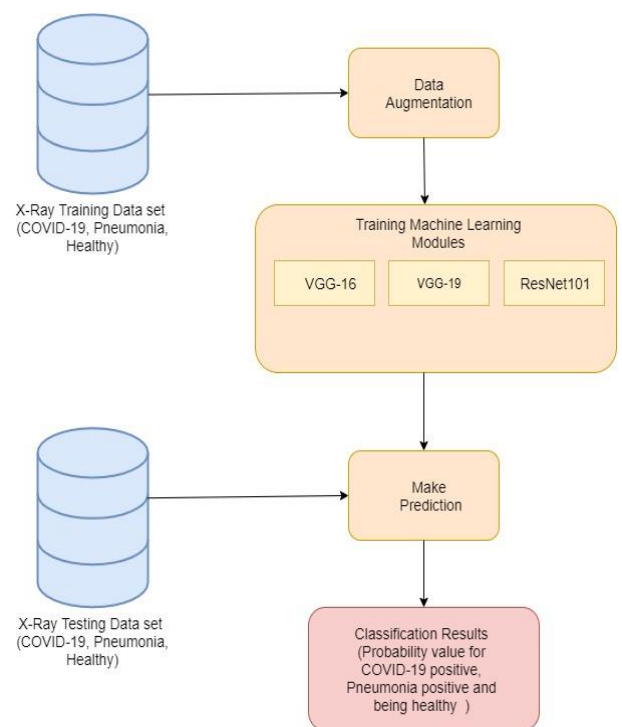 Data
Augmentation
X-Ray Training Data set
(COVID-19, Pneumonia,
Healthy)
Training Machine Learning
Modules
VGG-16
VGG-19
ResNet101
Make
Prediction
X-Ray Testing Data set
(COVID-19, Pneumonia,
Healthy)
Classification Results
(Probability value for
COVID-19 positive,
Pneumonia positive and
being healthy )